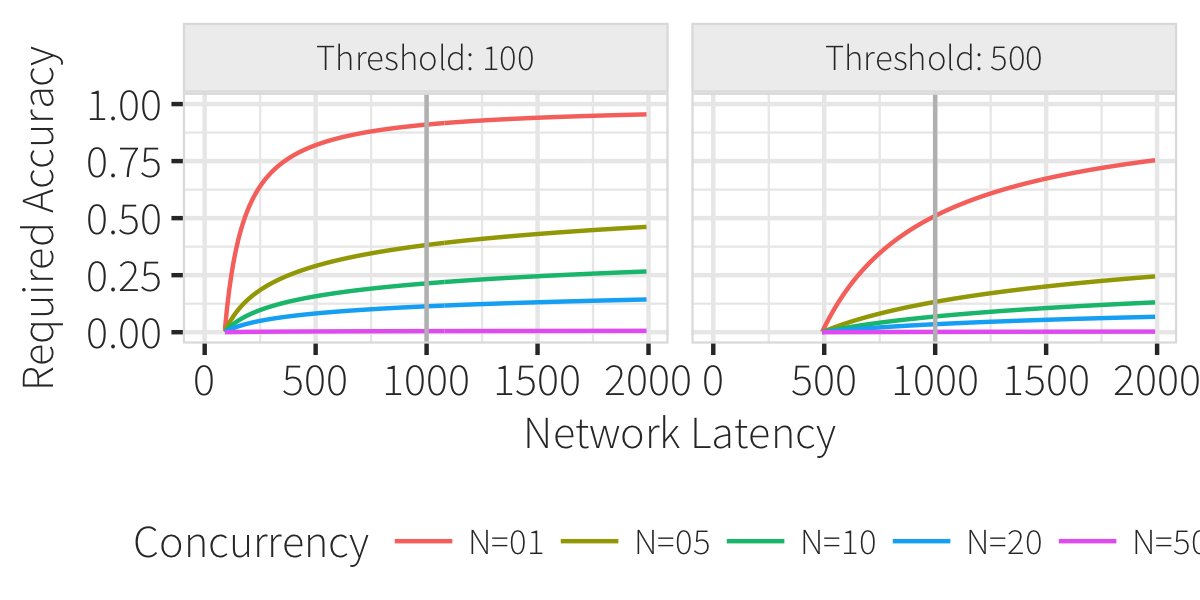 Threshold: 100
Threshold: 500
Required Accuracy
1.00
0.75
0.50
0.25
0.00
0 500 1000 1500 2000
0 500 1000 1500 2000
Network Latency
Concurrency N=01 N=05 N=10 N=20 N=50